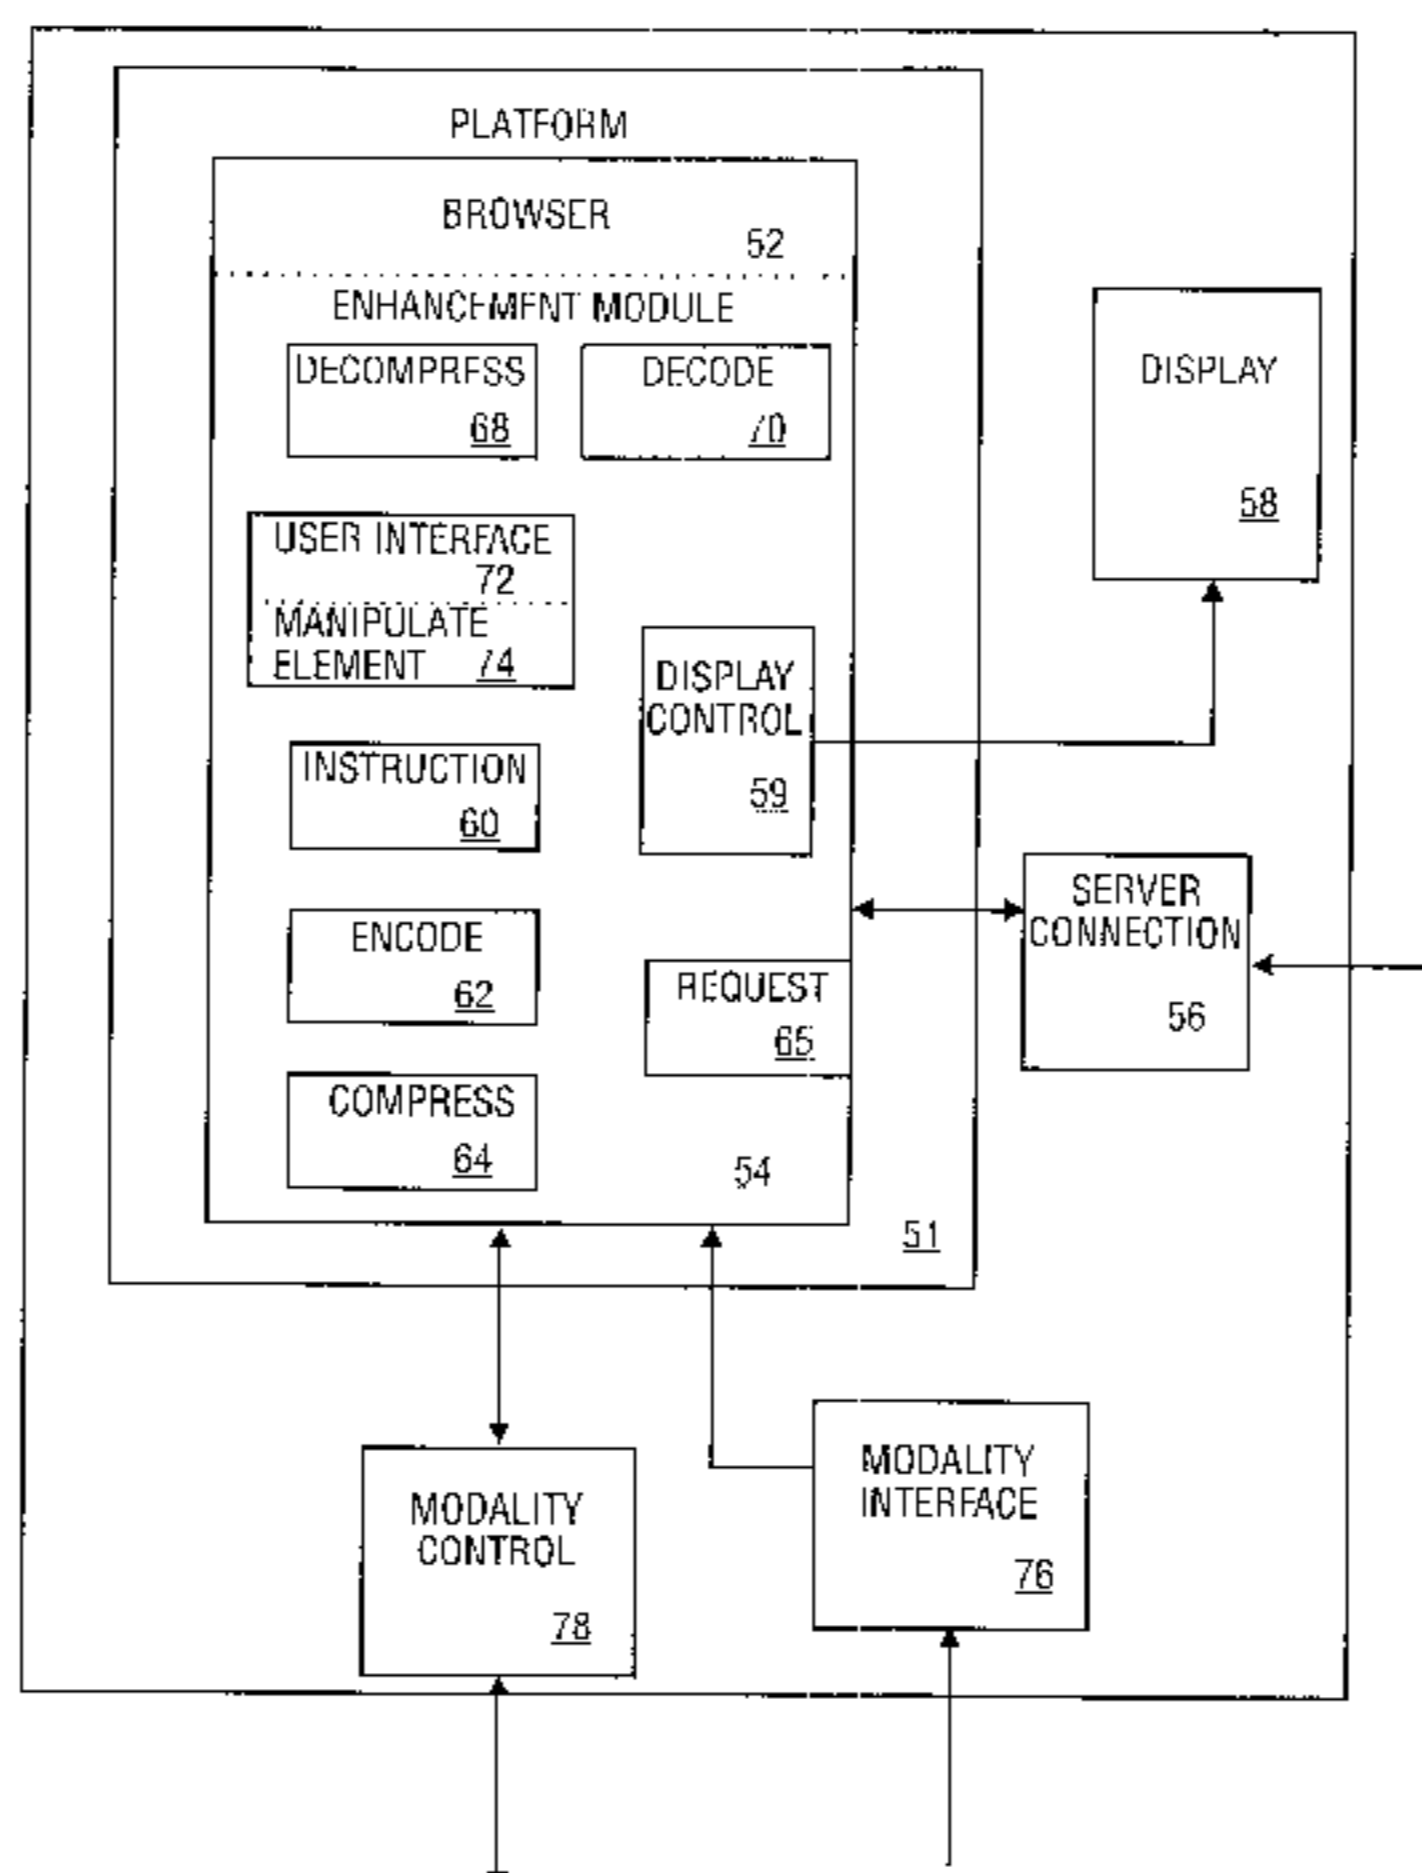 PLATFORM
BROWSER
52
ENHANCEMENT MODULE
DECOMPRESS
68
DECODE
70
DISPLAY
58
USER INTERFACE
72
MANIPULATE
ELEMENT 74
DISPLAY
CONTROL
59
INSTRUCTION
60
SERVER
CONNECTION
56
ENCODE
62
REQUEST
65
COMPRESS
64
54
51
MODALITY
INTERFACE
76
MODALITY
CONTROL
78